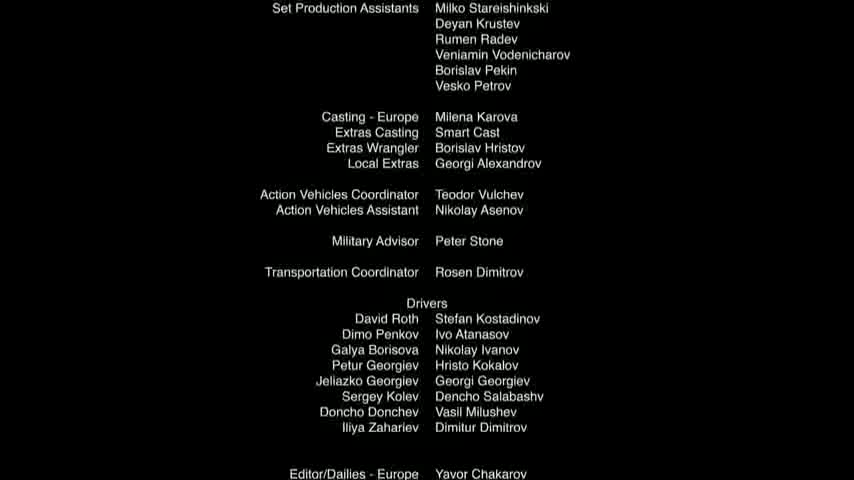 Set Production Assistants Milko Stareishinkski
Deyan Krustev
Rumen Radev
Veniamin Vodenicharov
Borislav Pekin
Vesko Petrov
Casting - Europe Milena Karova
Extras Casting Smart Cast
Extras Wrangler Borislav Hristov
Local Extras Georgi Alexandrov
Action Vehicles Coordinator Teodor Vulchev
Action Vehicles Assistant Nikolay Asenov
Military Advisor Peter Stone
Transportation Coordinator Rosen Dimitrov
Drivers
David Roth Stefan Kostadinov
Dimo Penkov Ivo Atanasov
Galya Borisova Nikolay Ivanov
Petur Georgiev Hristo Kokalov
Jeliazko Georgiev Georgi Georgiev
Sergey Kolev Dencho Salabashv
Doncho Donchev Vasil Milushev
Iliya Zahariev Dimitur Dimitrov
Editor/Dailies - Europe Yavor Chakarov